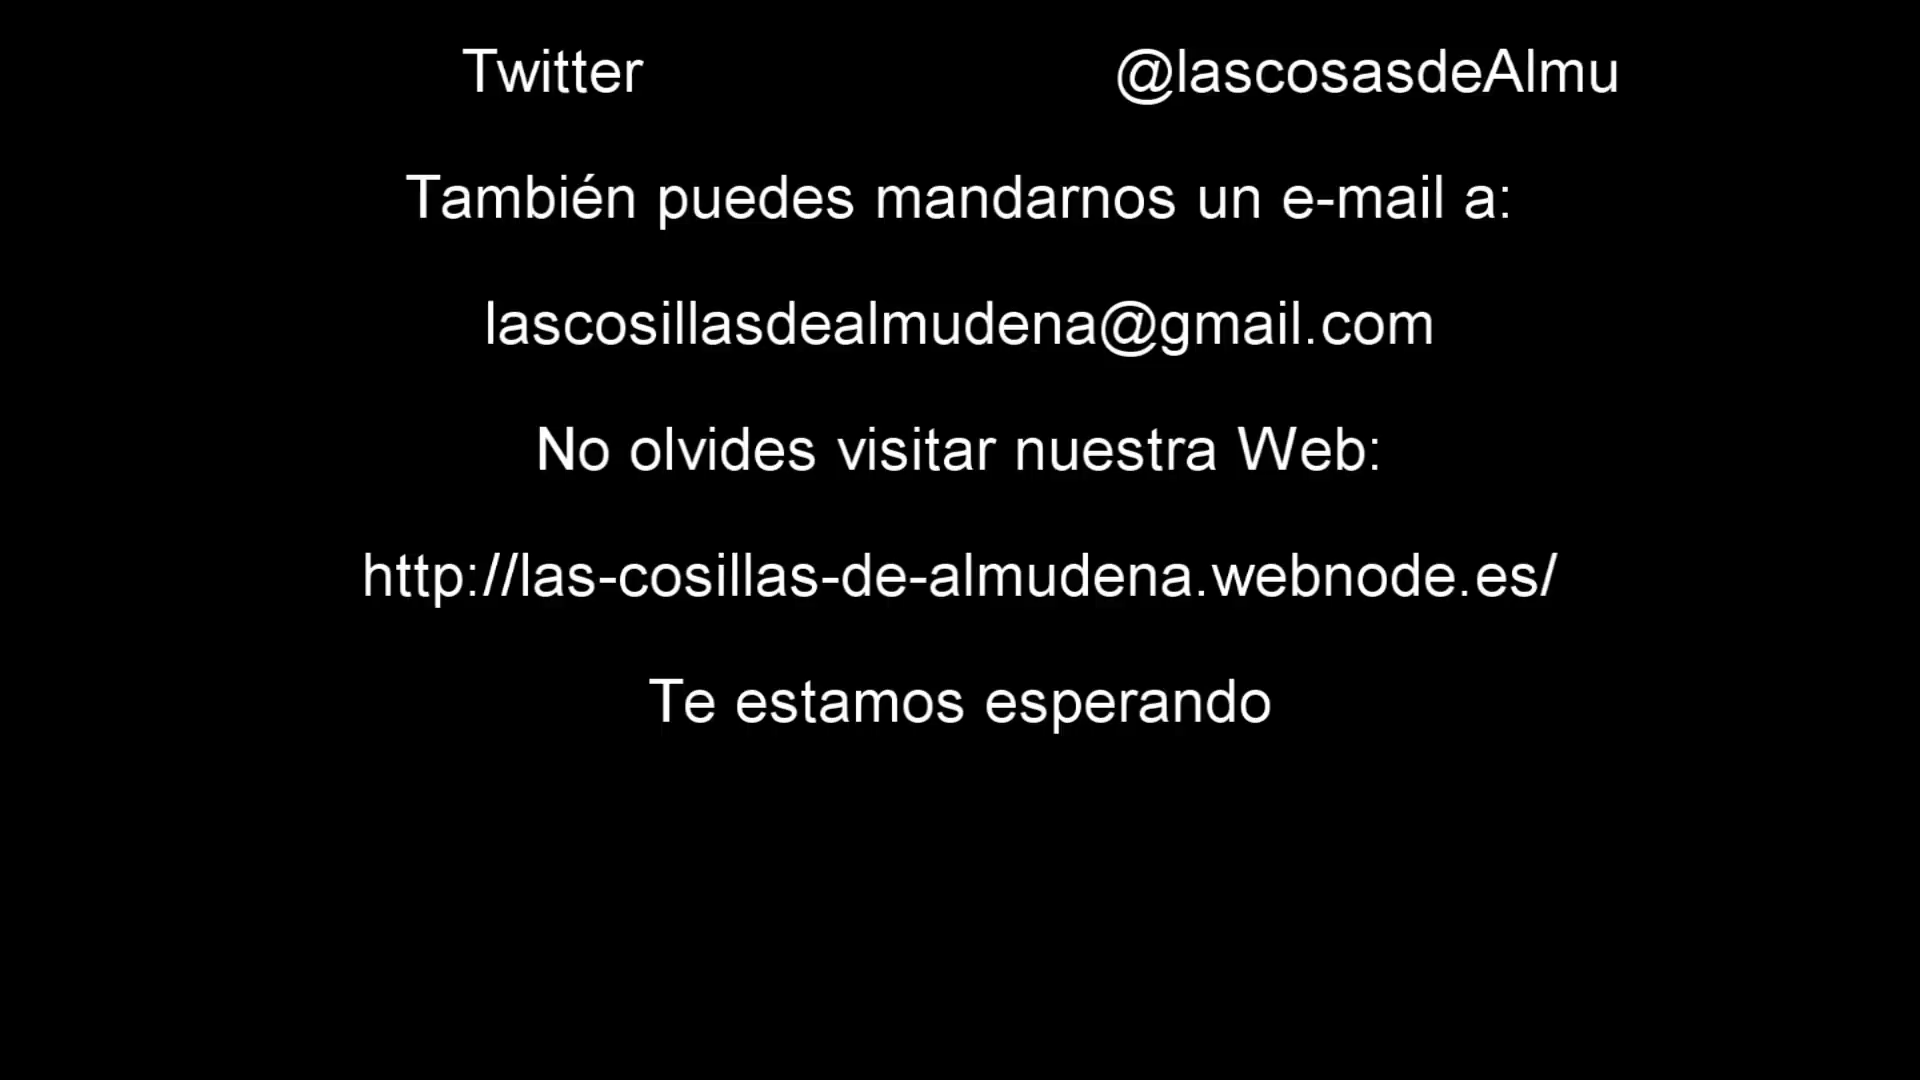 Twitter @lascosasdeAlmu
También puedes mandarnos un e-mail a:
lascosillasdealmudena@gmail.com
No olvides visitar nuestra Web:
http://las-cosillas-de-almudena.webnode.es/
Te estamos esperando